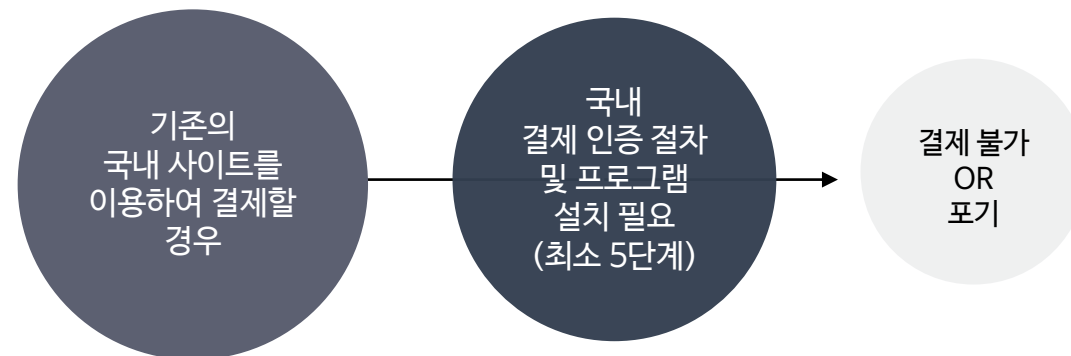 기존의
국내 사이트를
이용하여 결제할
경우
국내
결제 인증 절차
및 프로그램
설치 필요
(최소 5단계)
결제 불가
OR
포기